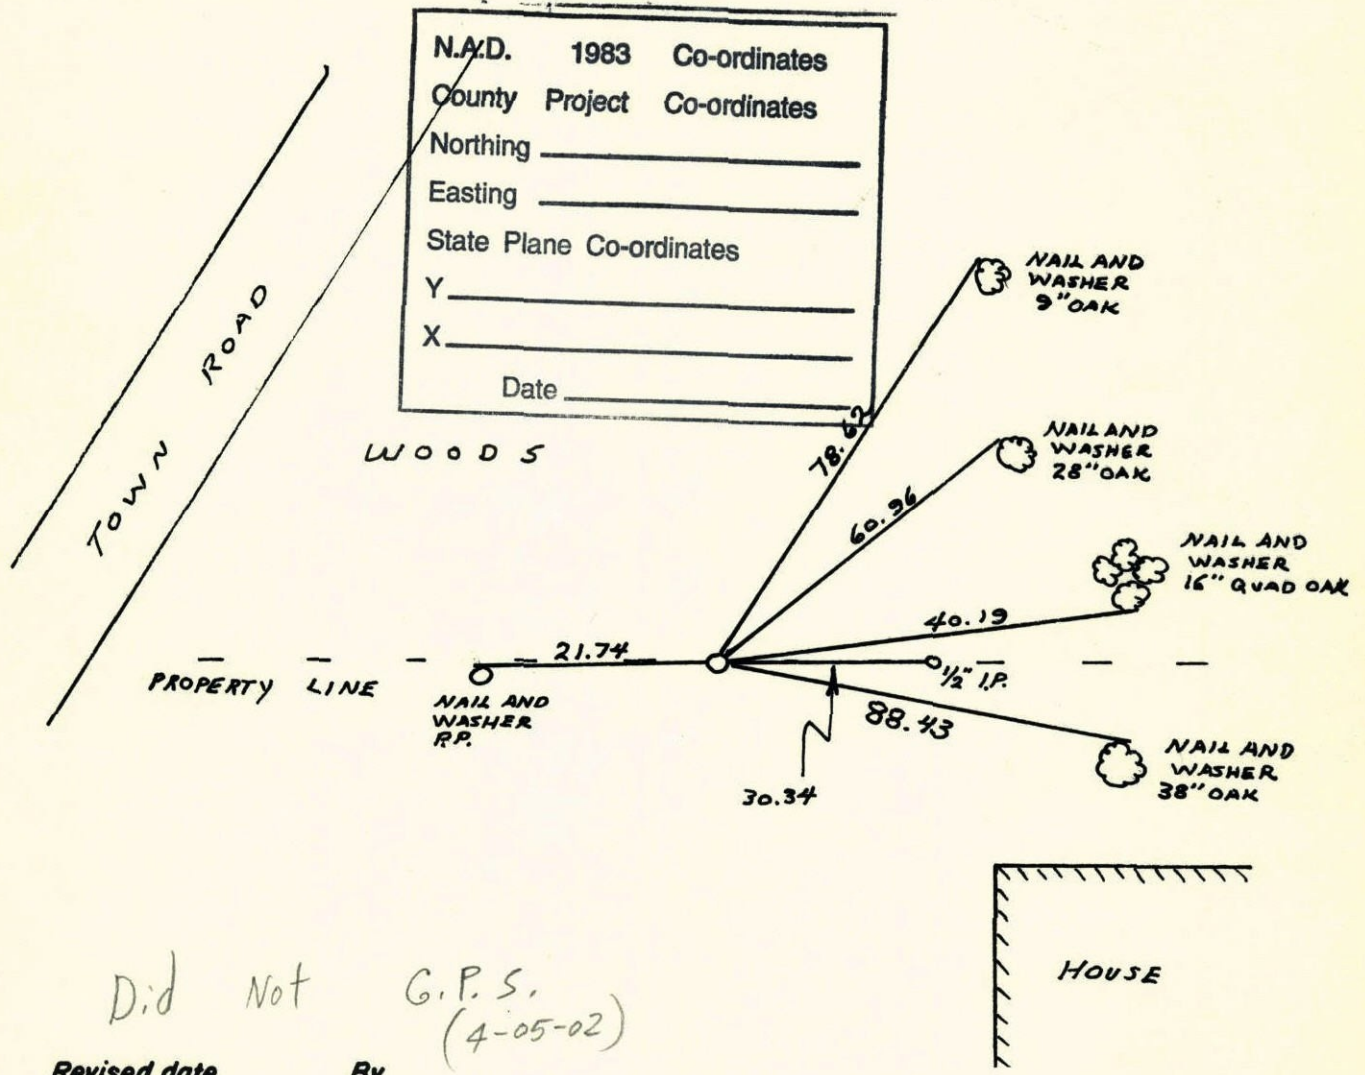 N.A.D. 1983 Co-ordinates
County Project Co-ordinates
Northing
Easting
State Plane Co-ordinates
Y
X
Date
TOWN ROAD
WOODS
NAIL AND
WASHER
9" OAK
78.62
NAIL AND
WASHER
28" OAK
60.96
NAIL AND
WASHER
16" QUAD OAK
40.19
21.74
PROPERTY LINE
NAIL AND
WASHER
P.P.
1/2" I.P.
88.43
30.34
NAIL AND
WASHER
38" OAK
HOUSE
Did Not G.P.S.
(4-05-02)
Revised date By